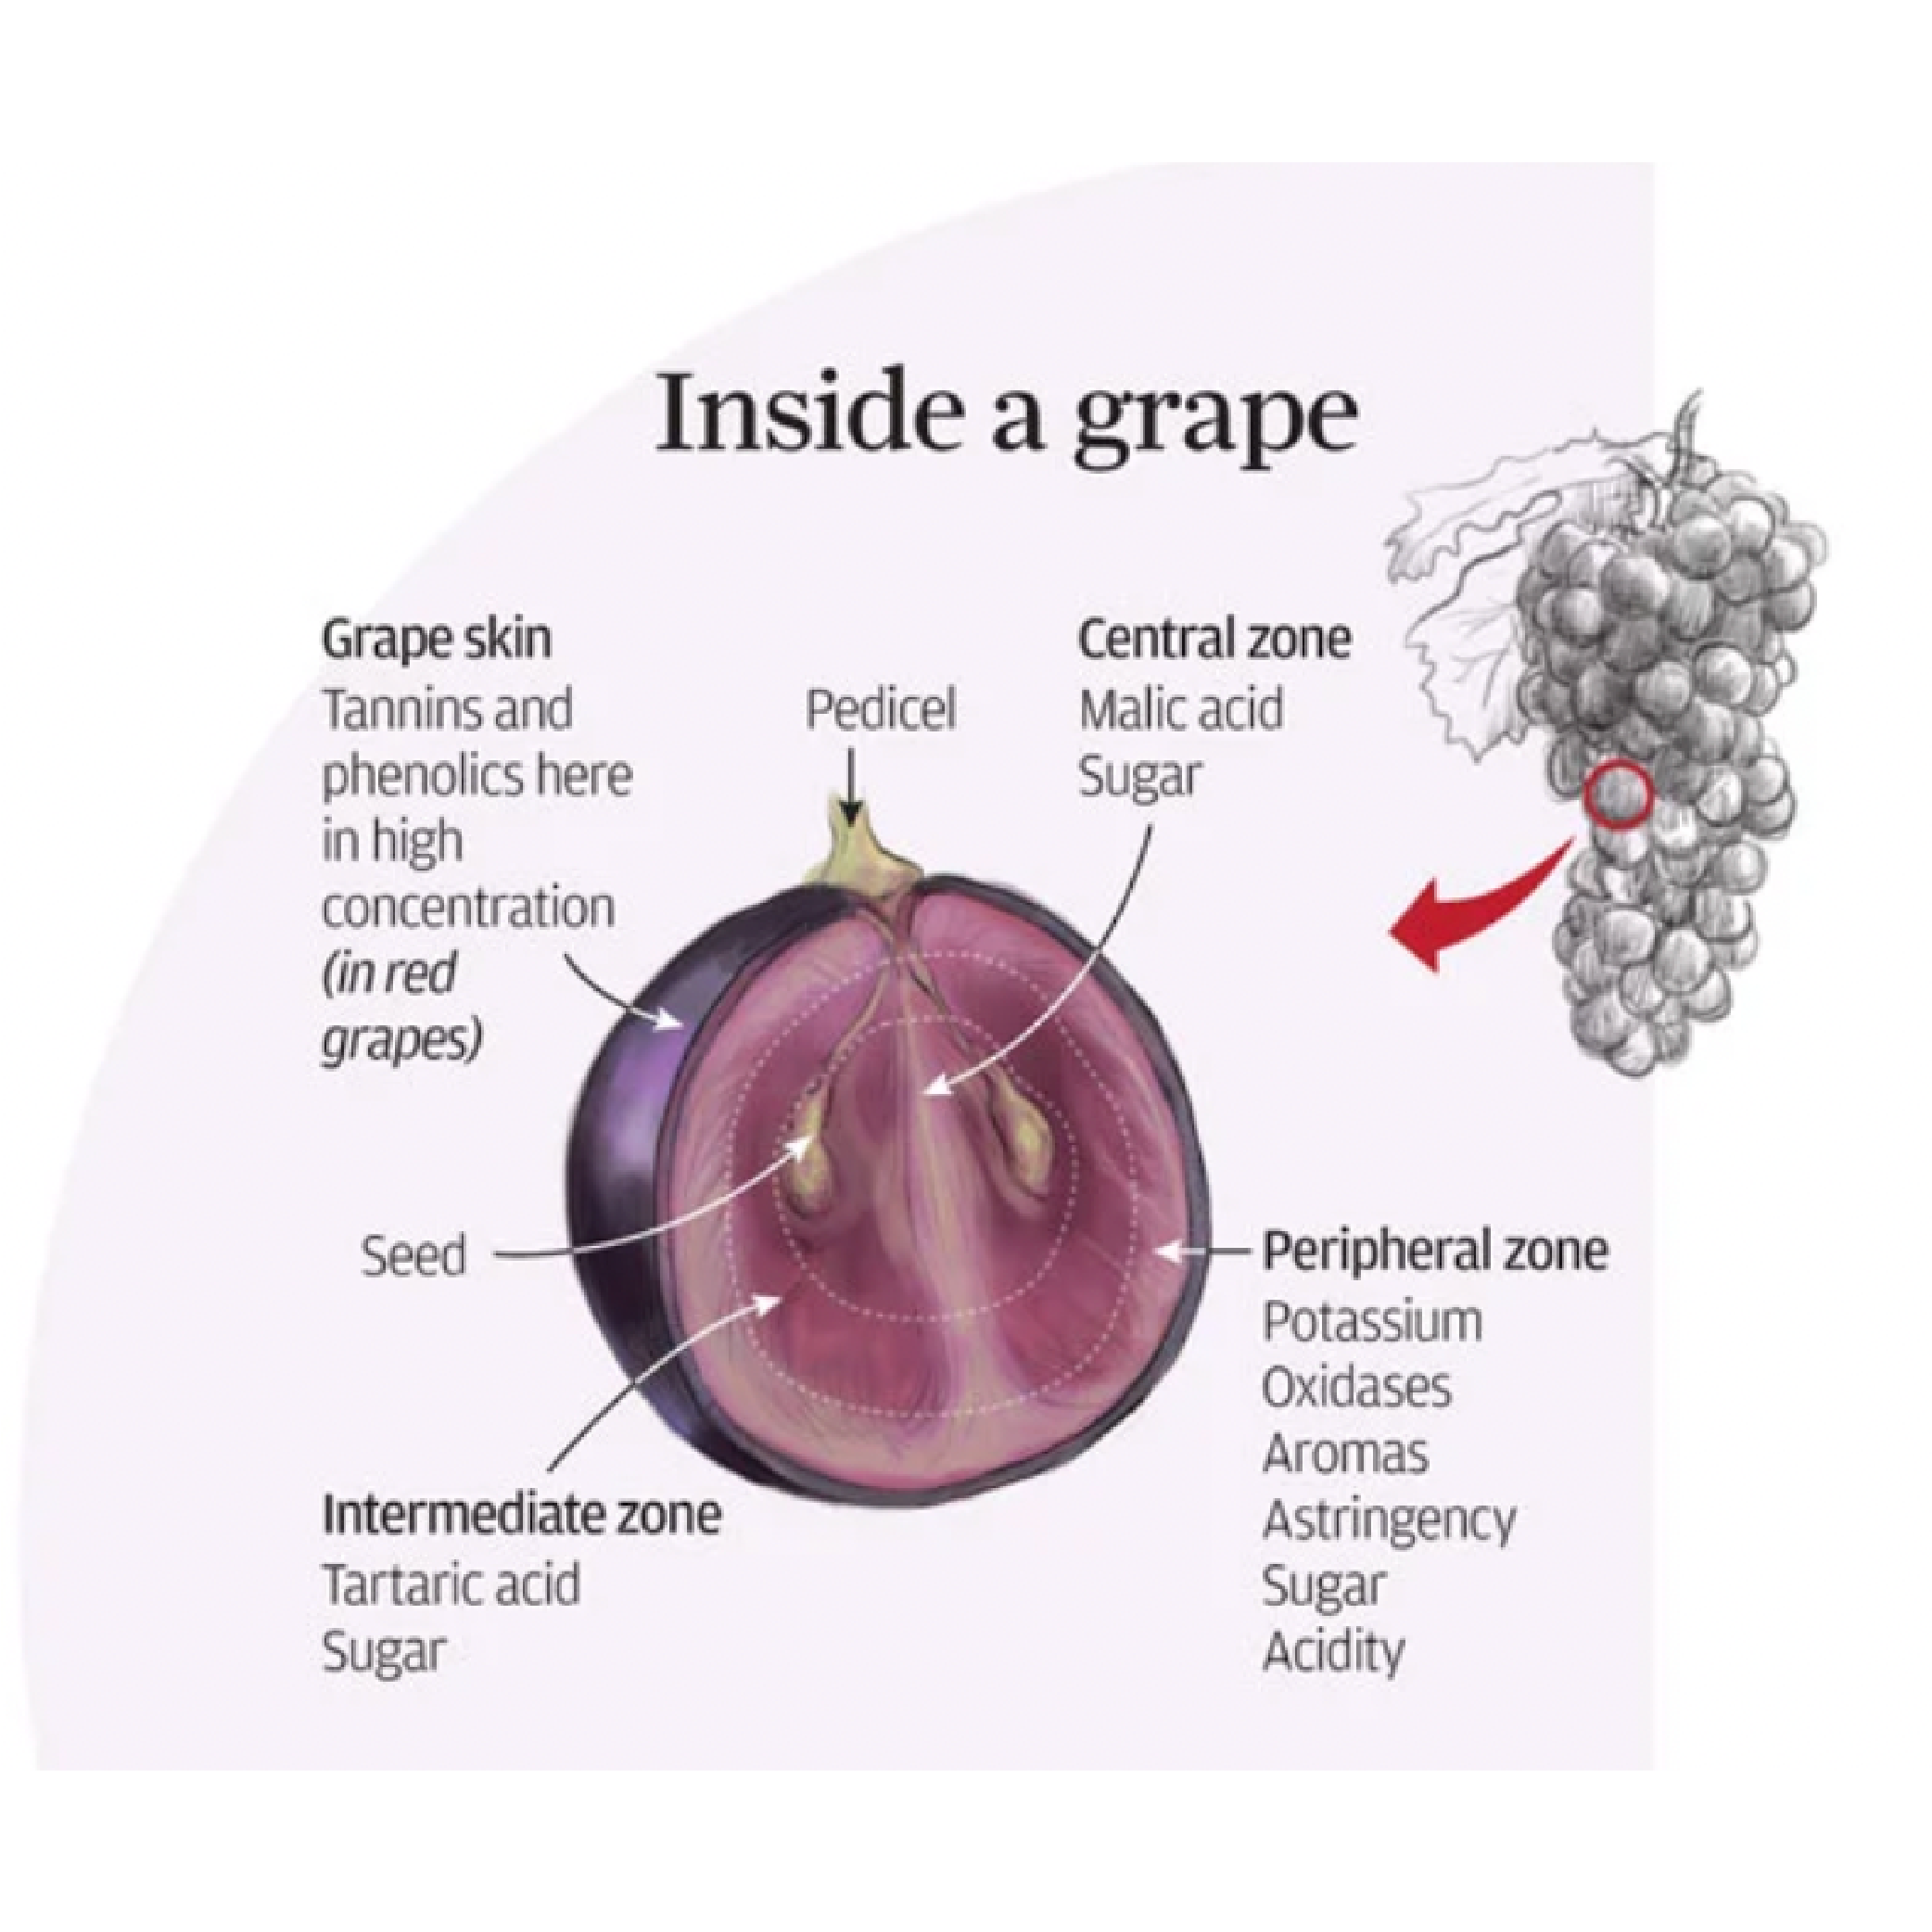 Inside a grape
Grape skin
Tannins and
phenolics here
in high
concentration
(in red
grapes)
Pedicel
Central zone
Malic acid
Sugar
Seed
Peripheral zone
Potassium
Oxidases
Aromas
Astringency
Sugar
Acidity
Intermediate zone
Tartaric acid
Sugar